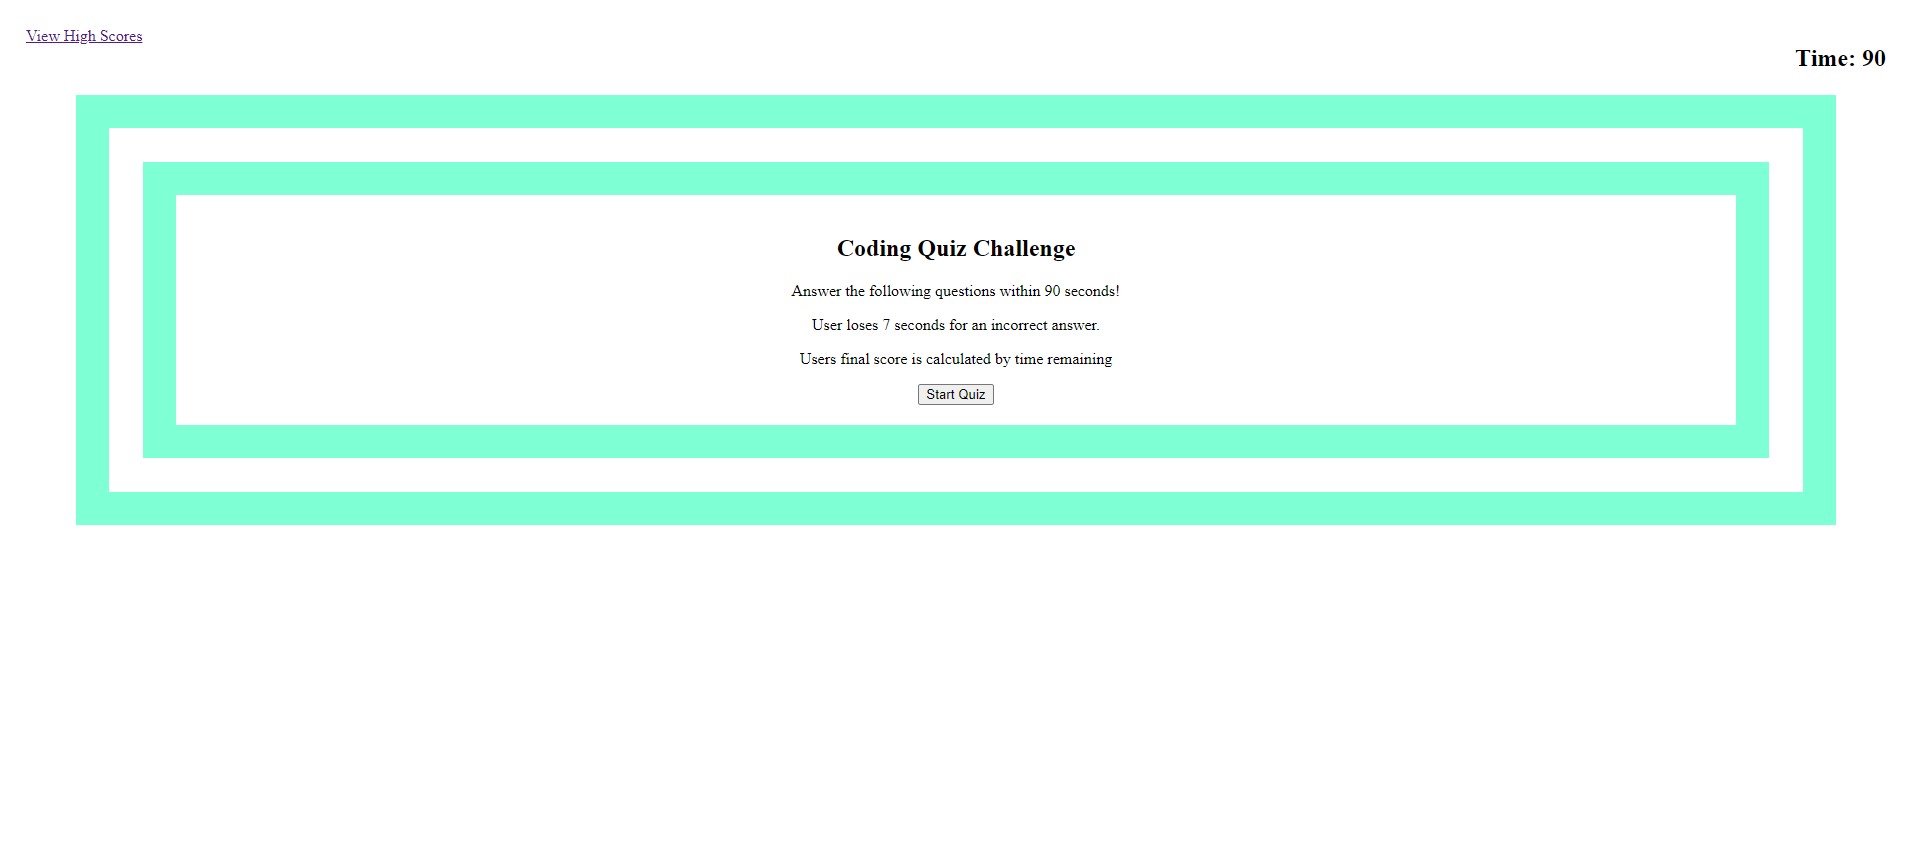 View High Scores
Time: 90
Coding Quiz Challenge
Answer the following questions within 90 seconds!
User loses 7 seconds for an incorrect answer.
Users final score is calculated by time remaining
Start Quiz